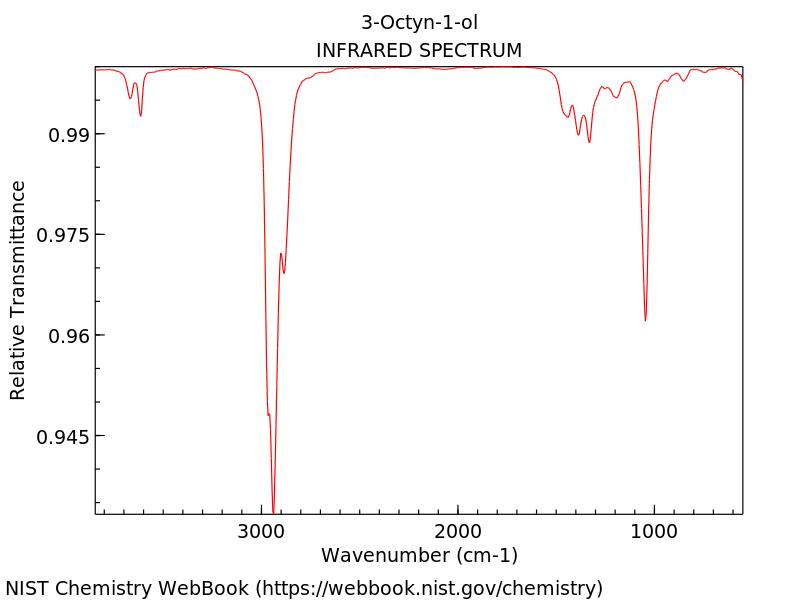 3-Octyn-1-ol
INFRARED SPECTRUM
0.99
0.975
0.96
0.945
Relative Transmittance
3000 2000 1000
Wavenumber (cm-1)
NIST Chemistry WebBook (https://webbook.nist.gov/chemistry)